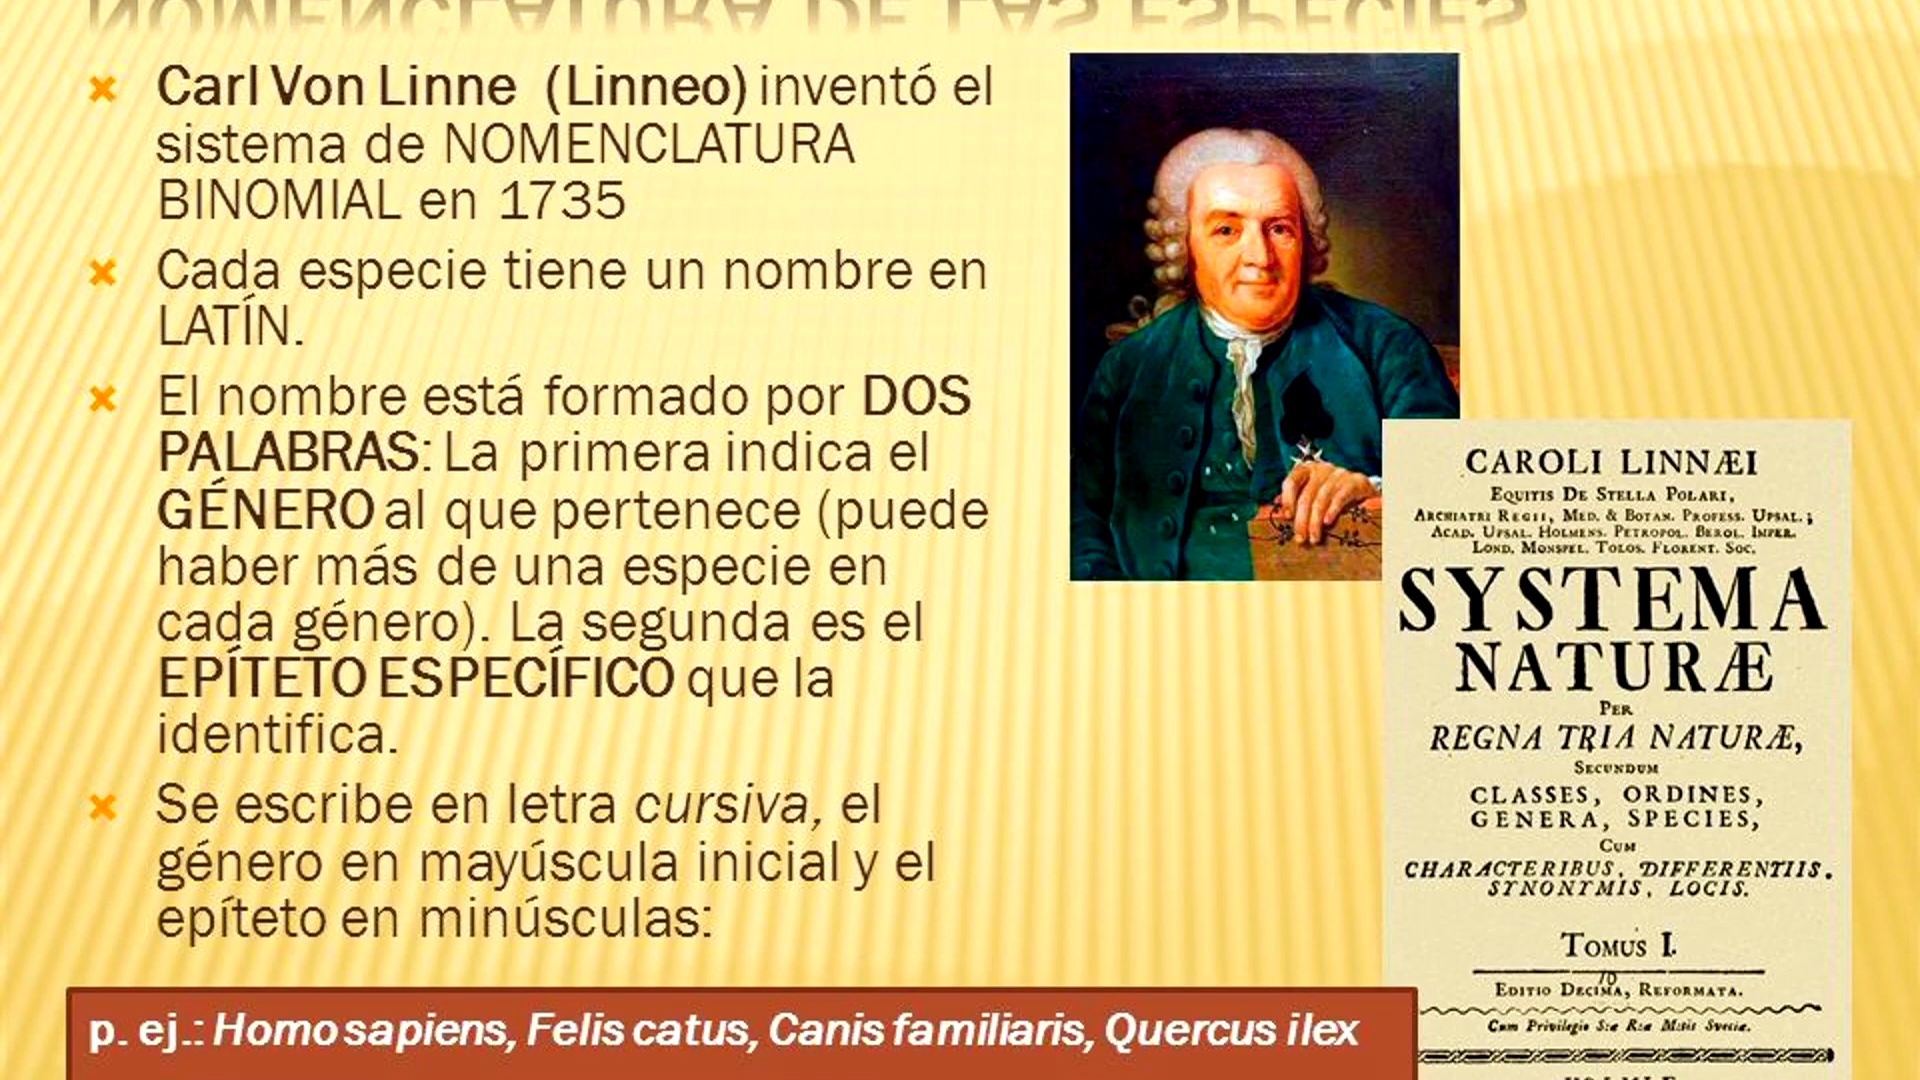 NOMENCLATURA DE LAS ESPECIES
Carl Von Linne (Linneo) inventó el
sistema de NOMENCLATURA
BINOMIAL en 1735
Cada especie tiene un nombre en
LATÍN.
El nombre está formado por DOS
PALABRAS: La primera indica el
GÉNERO al que pertenece (puede
haber más de una especie en
cada género). La segunda es el
EPÍTETO ESPECÍFICO que la
identifica.
Se escribe en letra cursiva, el
género en mayúscula inicial y el
epíteto en minúsculas:
p. ej.: Homo sapiens, Felis catus, Canis familiaris, Quercus ilex
CAROLI LINNÆI
EQUITIS DE STELLA POLARI,
ARCHIATRI REGII, MED. & BOTAN. PROFESS. UPSAL.;
ACAD. UPSAL. HOLMENS. PETROPOL. BEROL. IMPER.
LOND. MONSPEL. TOLOS. FLORENT. SOC.
SYSTEMA
NATURÆ
PER
REGNA TRIA NATURÆ,
SECUNDUM
CLASSES, ORDINES,
GENERA, SPECIES,
CUM
CHARACTERIBUS, DIFFERENTIIS.
SYNONYMIS, LOCIS.
TOMUS I.
10
EDITIO DECIMA, REFORMATA.
Cum Privilegio S:æ R:æ M:tis Sveciæ.